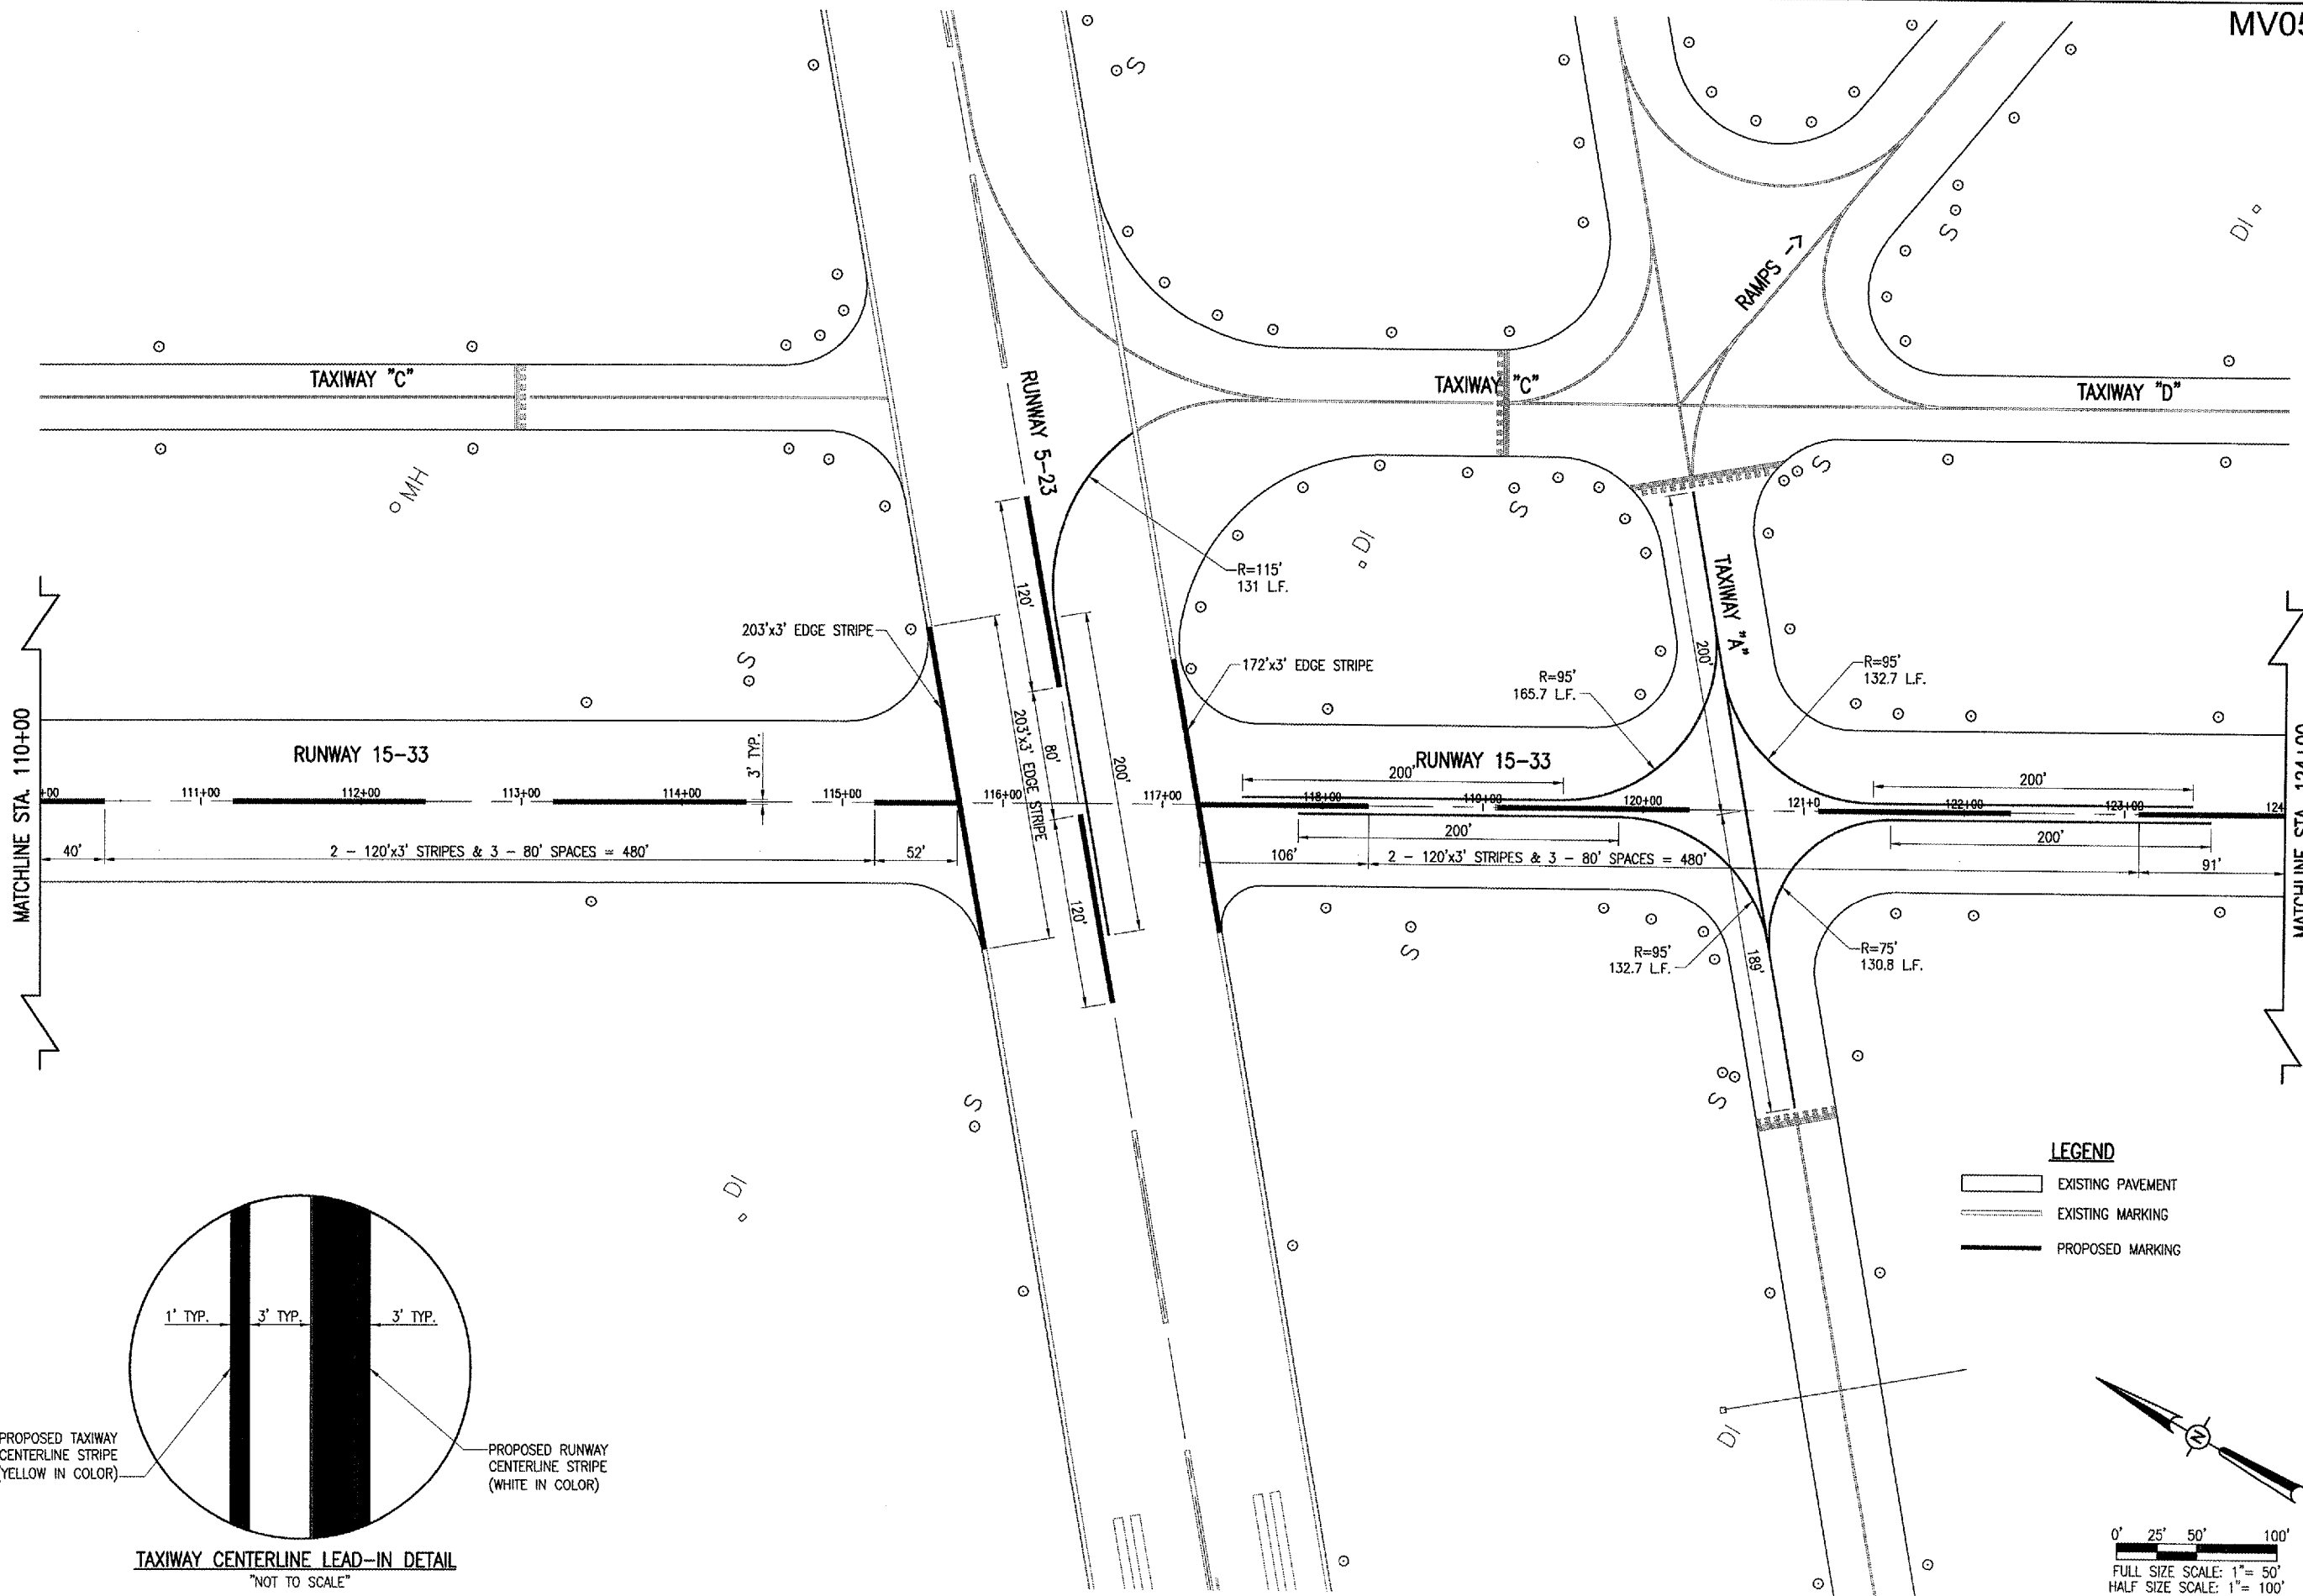 MV05
S
DI
RAMPS ->
TAXIWAY "C"
TAXIWAY "C"
TAXIWAY "D"
RUNWAY 5-23
MH
S
S
DI
R=115'
131 L.F.
TAXIWAY "A"
120'
203'x3' EDGE STRIPE
172'x3' EDGE STRIPE
S
R=95'
165.7 L.F.
200'
R=95'
132.7 L.F.
MATCHLINE STA. 110+00
RUNWAY 15-33
3' TYP.
203'x3' EDGE STRIPE
80'
200'
200'
RUNWAY 15-33
200'
+00
111+00
112+00
113+00
114+00
115+00
116+00
117+00
118+00
119+00
120+00
121+0
122+00
123+00
124
40'
2 - 120'x3' STRIPES & 3 - 80' SPACES = 480'
52'
106'
200'
2 - 120'x3' STRIPES & 3 - 80' SPACES = 480'
200'
91'
120'
S
R=95'
132.7 L.F.
189'
R=75'
130.8 L.F.
S
S
DI
LEGEND
EXISTING PAVEMENT
EXISTING MARKING
PROPOSED MARKING
1' TYP.
3' TYP.
3' TYP.
PROPOSED TAXIWAY
CENTERLINE STRIPE
(YELLOW IN COLOR)
PROPOSED RUNWAY
CENTERLINE STRIPE
(WHITE IN COLOR)
TAXIWAY CENTERLINE LEAD-IN DETAIL
"NOT TO SCALE"
DI
N
0' 25' 50' 100'
FULL SIZE SCALE: 1"= 50'
HALF SIZE SCALE: 1"= 100'